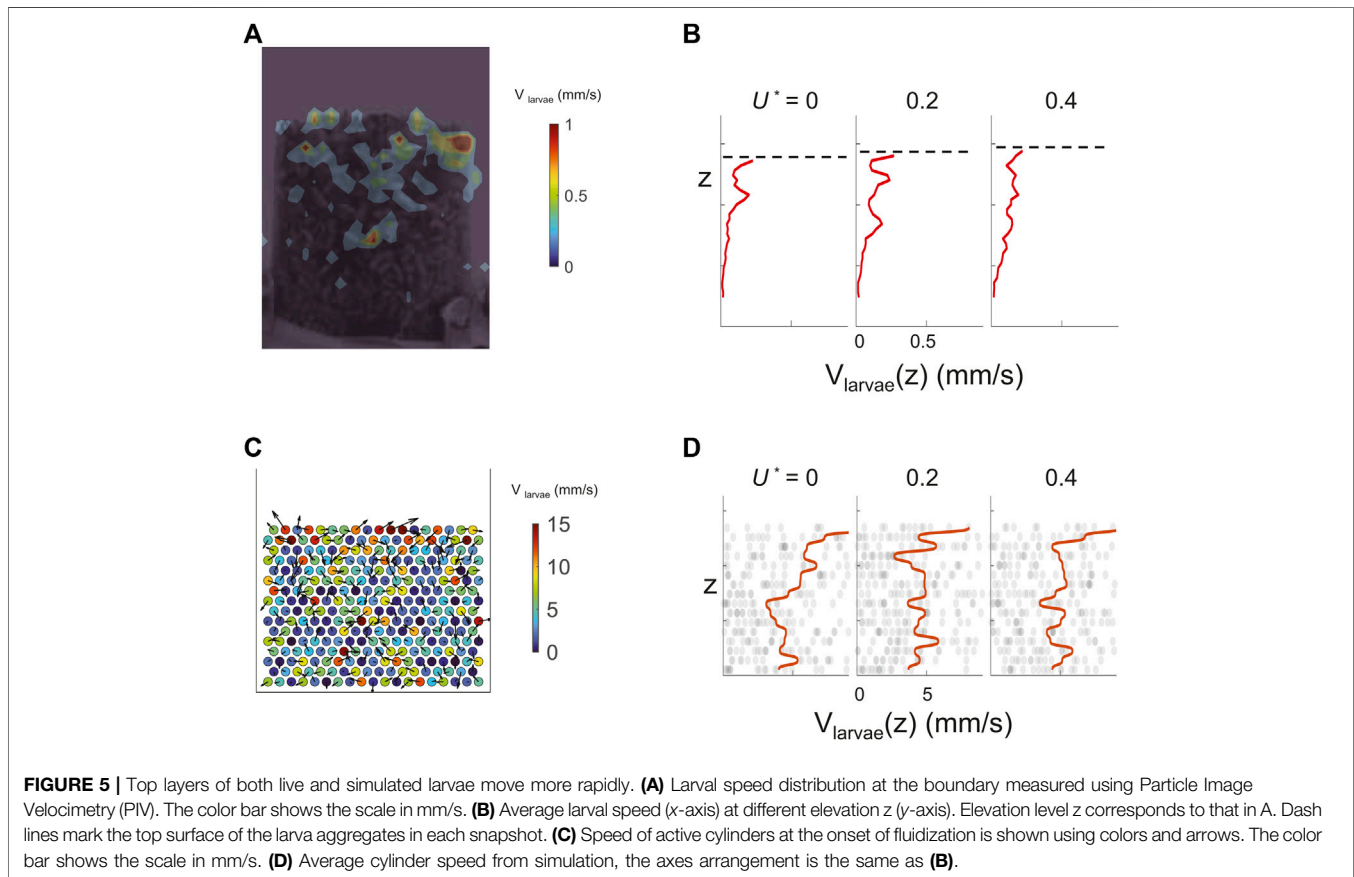 A
V larvae (mm/s)
1
0.5
0
B
U* = 0 0.2 0.4
z
0 0.5
V larvae(z) (mm/s)
C
V larvae (mm/s)
15
10
5
0
D
U* = 0 0.2 0.4
z
0 5
V larvae(z) (mm/s)
FIGURE 5 | Top layers of both live and simulated larvae move more rapidly. (A) Larval speed distribution at the boundary measured using Particle Image
Velocimetry (PIV). The color bar shows the scale in mm/s. (B) Average larval speed (x-axis) at different elevation z (y-axis). Elevation level z corresponds to that in A. Dash
lines mark the top surface of the larva aggregates in each snapshot. (C) Speed of active cylinders at the onset of fluidization is shown using colors and arrows. The color
bar shows the scale in mm/s. (D) Average cylinder speed from simulation, the axes arrangement is the same as (B).